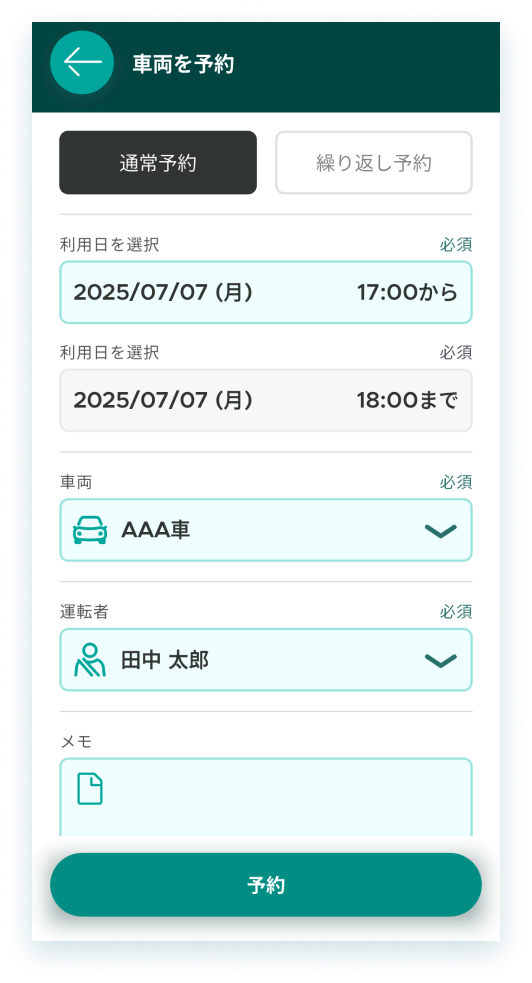 車両を予約
通常予約 繰り返し予約
利用日を選択 必須
2025/07/07 (月) 17:00から
利用日を選択 必須
2025/07/07 (月) 18:00まで
車両 必須
AAA車
運転者 必須
田中 太郎
メモ
予約